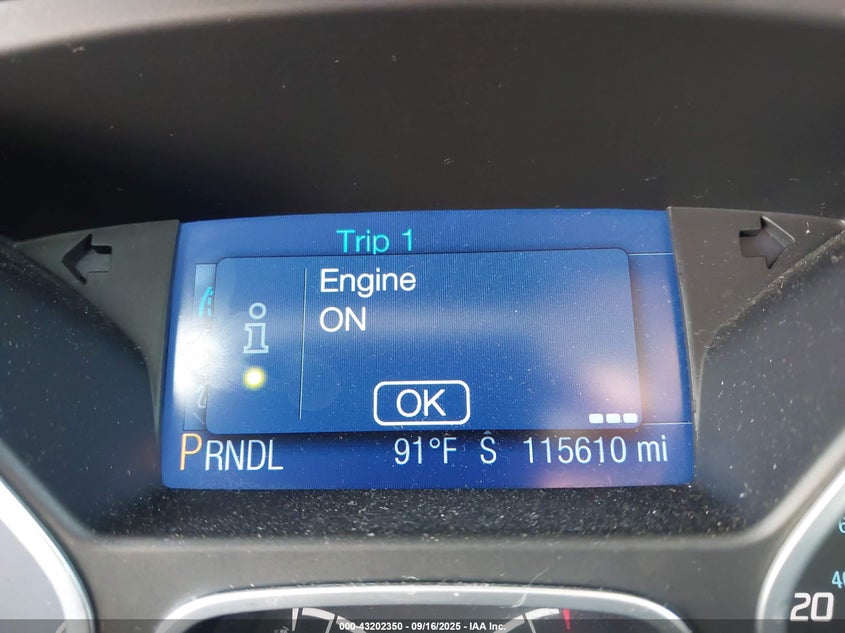 Trip 1
Engine
ON
OK
PRNDL 91°F S 115610 mi
20
000-43202350 - 09/16/2025 - IAA Inc.